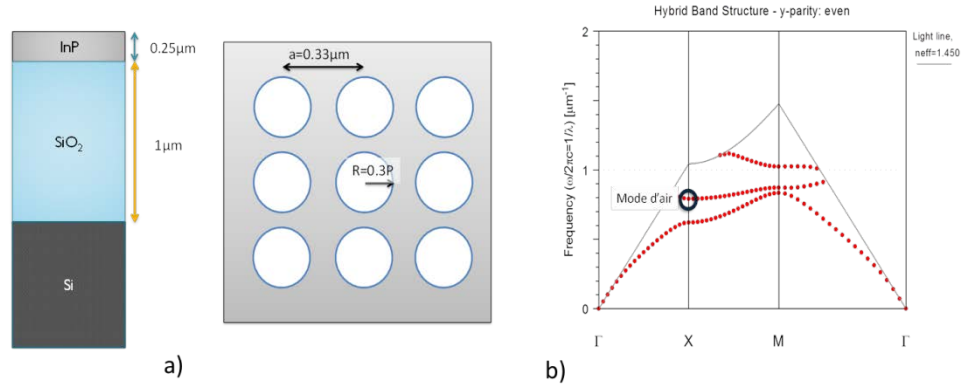 InP
0.25μm
SiO₂
1μm
Si
a=0.33μm
R=0.3P
a)
Hybrid Band Structure - y-parity: even
Light line,
neff=1.450
Frequency (ω/2πc=1/λ) [μm⁻¹]
2
1
0
Mode d'air
Γ
X
M
Γ
b)